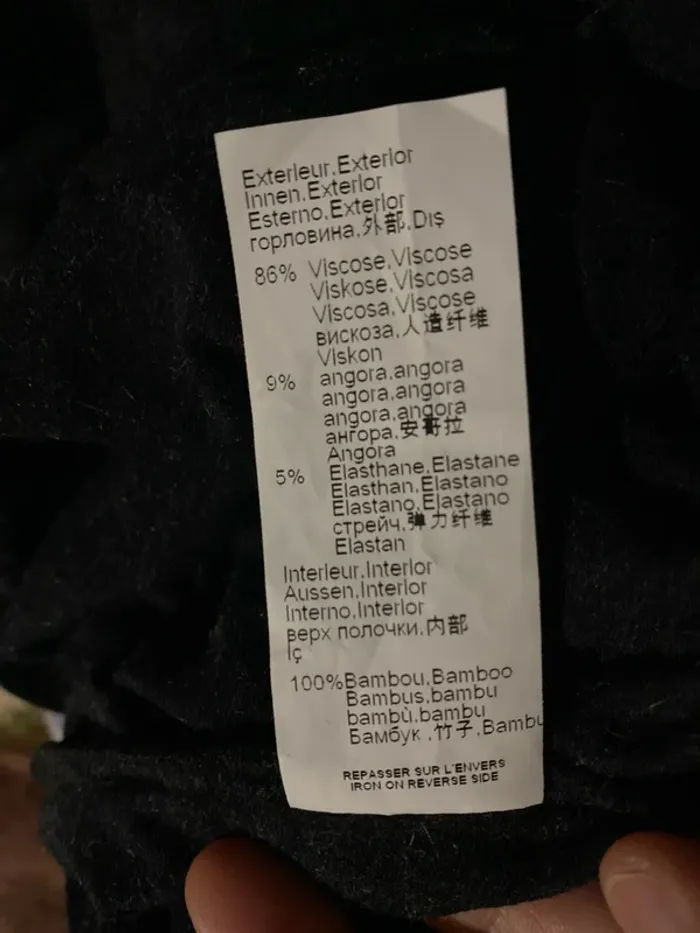 Exterieur.Exterior
Innen.Exterior
Esterno.Exterior
горловина.外部.Dış
86% Viscose.Viscose
Viskose.Viscosa
Viscosa.Viscose
вискоза.人造纤维
Viskon
9% angora.angora
angora.angora
angora.angora
ангора.安哥拉
Angora
5% Elasthane.Elastane
Elasthan.Elastano
Elastano.Elastano
стрейч.弹力纤维
Elastan
Interieur.Interior
Aussen.Interior
Interno.Interior
верх полочки.内部
İç
100% Bambou.Bamboo
Bambus.bambu
bambù.bambu
Бамбук .竹子.Bambu
REPASSER SUR L'ENVERS
IRON ON REVERSE SIDE